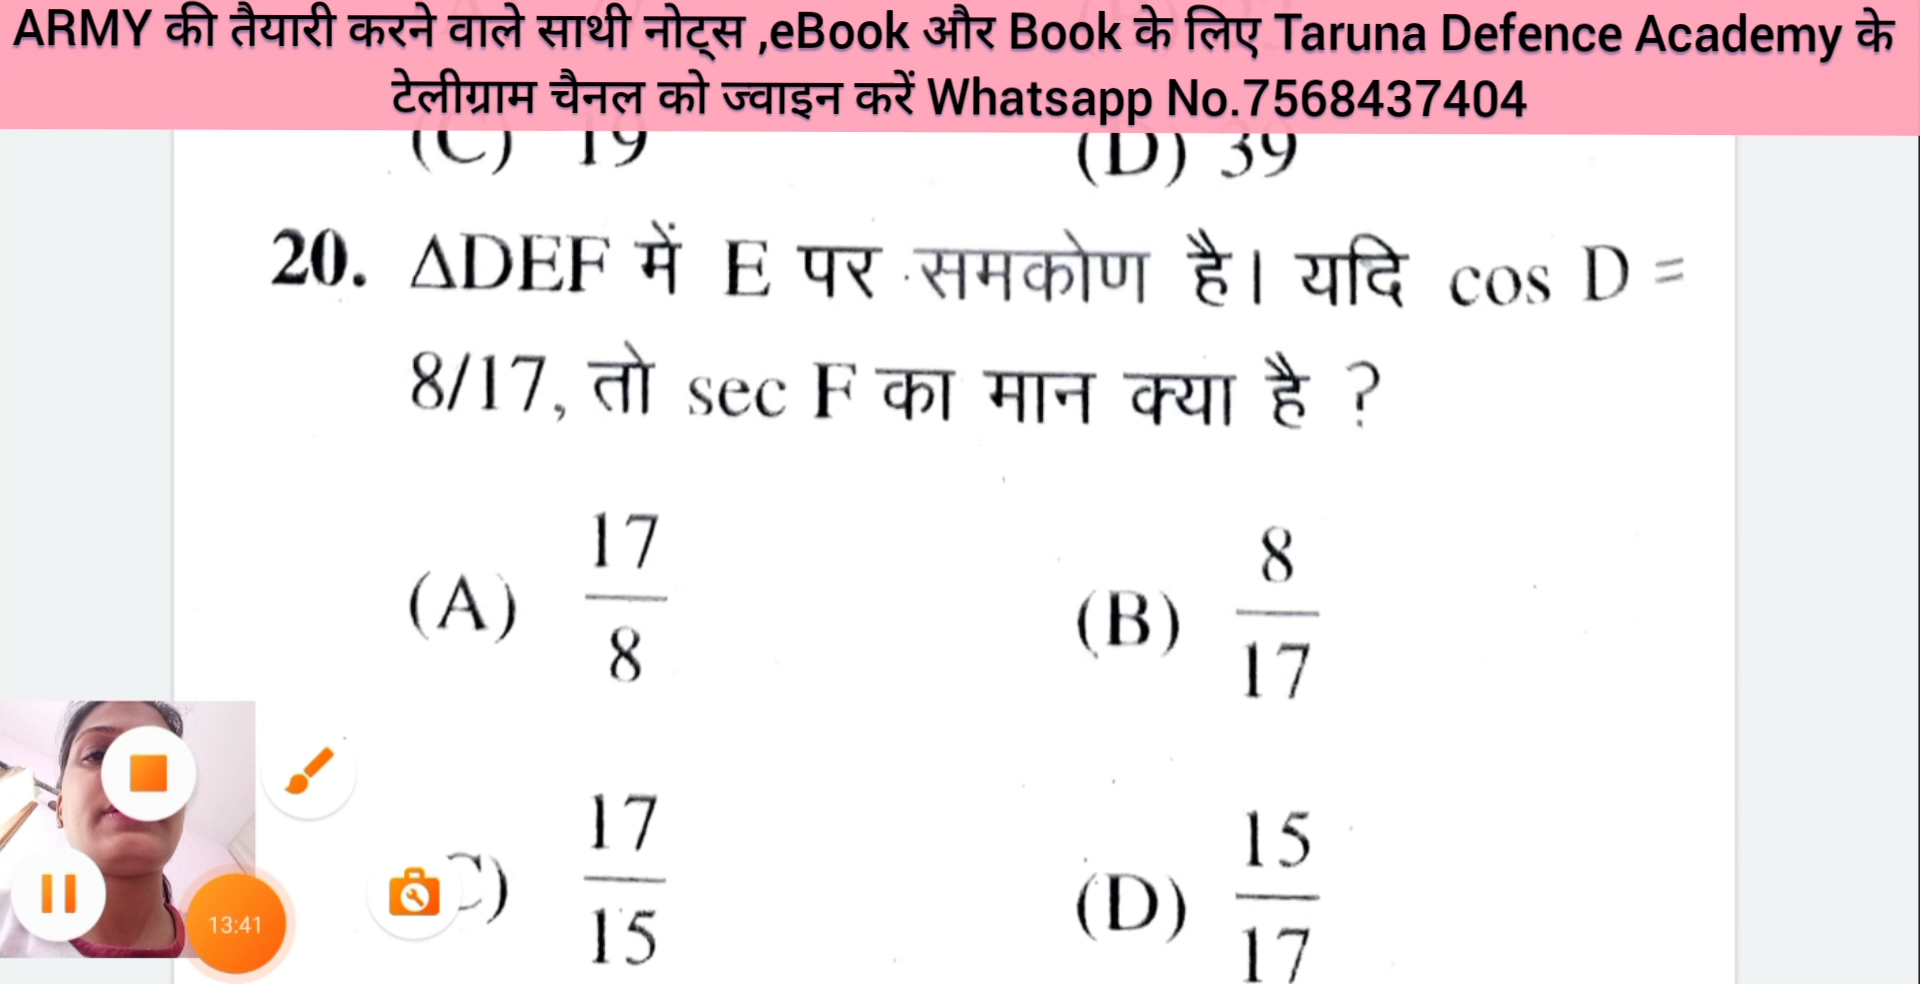 ARMY की तैयारी करने वाले साथी नोट्स ,eBook और Book के लिए Taruna Defence Academy के
टेलीग्राम चैनल को ज्वाइन करें Whatsapp No.7568437404
(C) 19 (D) 39
20. ΔDEF में E पर समकोण है। यदि cos D =
8/17, तो sec F का मान क्या है ?
(A) 17/8 (B) 8/17
C) 17/15 (D) 15/17
13:41